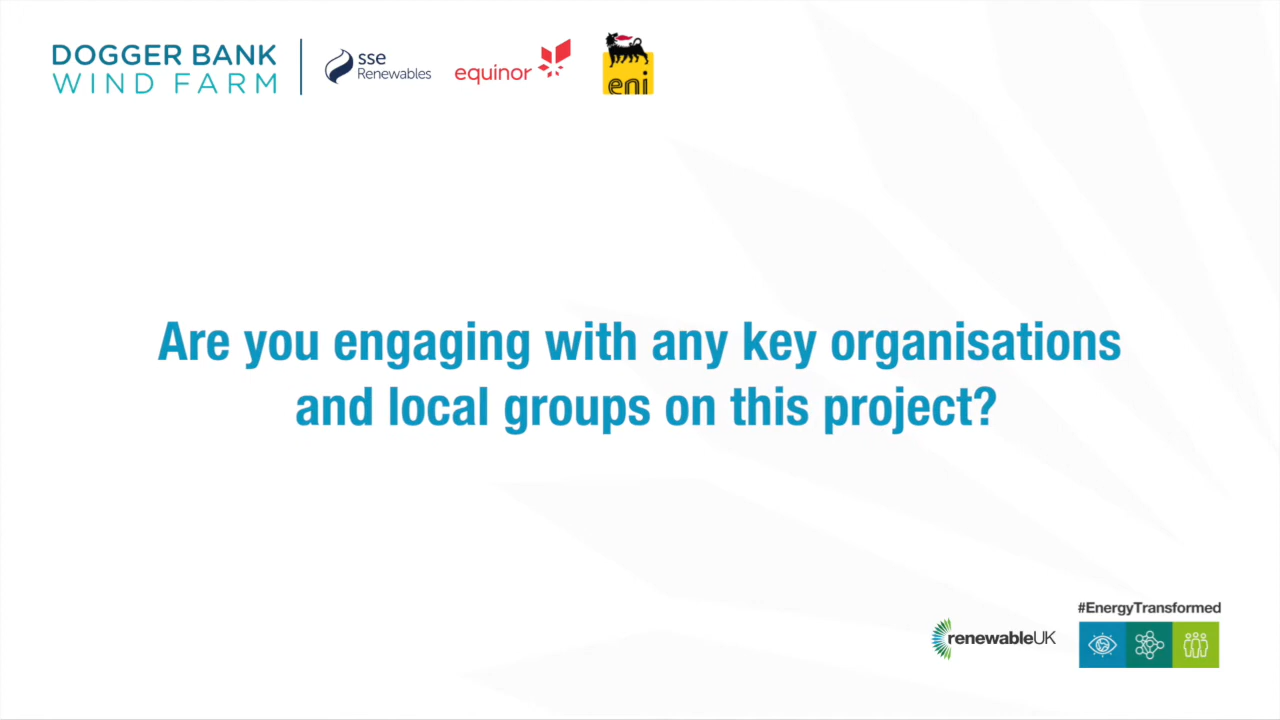 DOGGER BANK
WIND FARM
sse
Renewables
equinor
eni
Are you engaging with any key organisations
and local groups on this project?
#EnergyTransformed
renewableUK